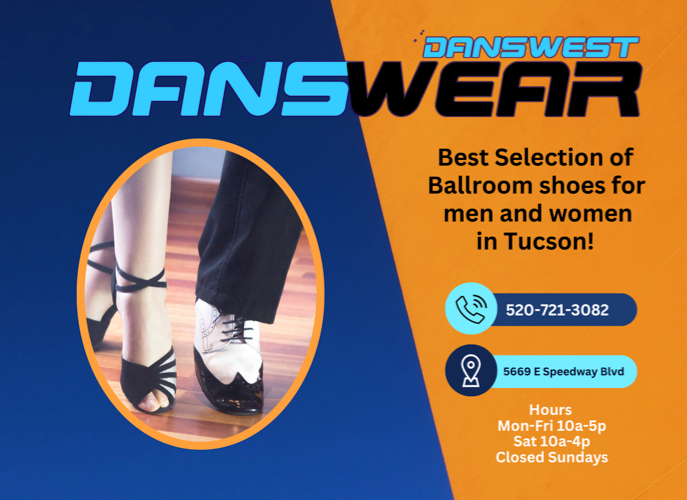 DANSWEST
DANSWEAR
Best Selection of
Ballroom shoes for
men and women
in Tucson!
520-721-3082
5669 E Speedway Blvd
Hours
Mon-Fri 10a-5p
Sat 10a-4p
Closed Sundays